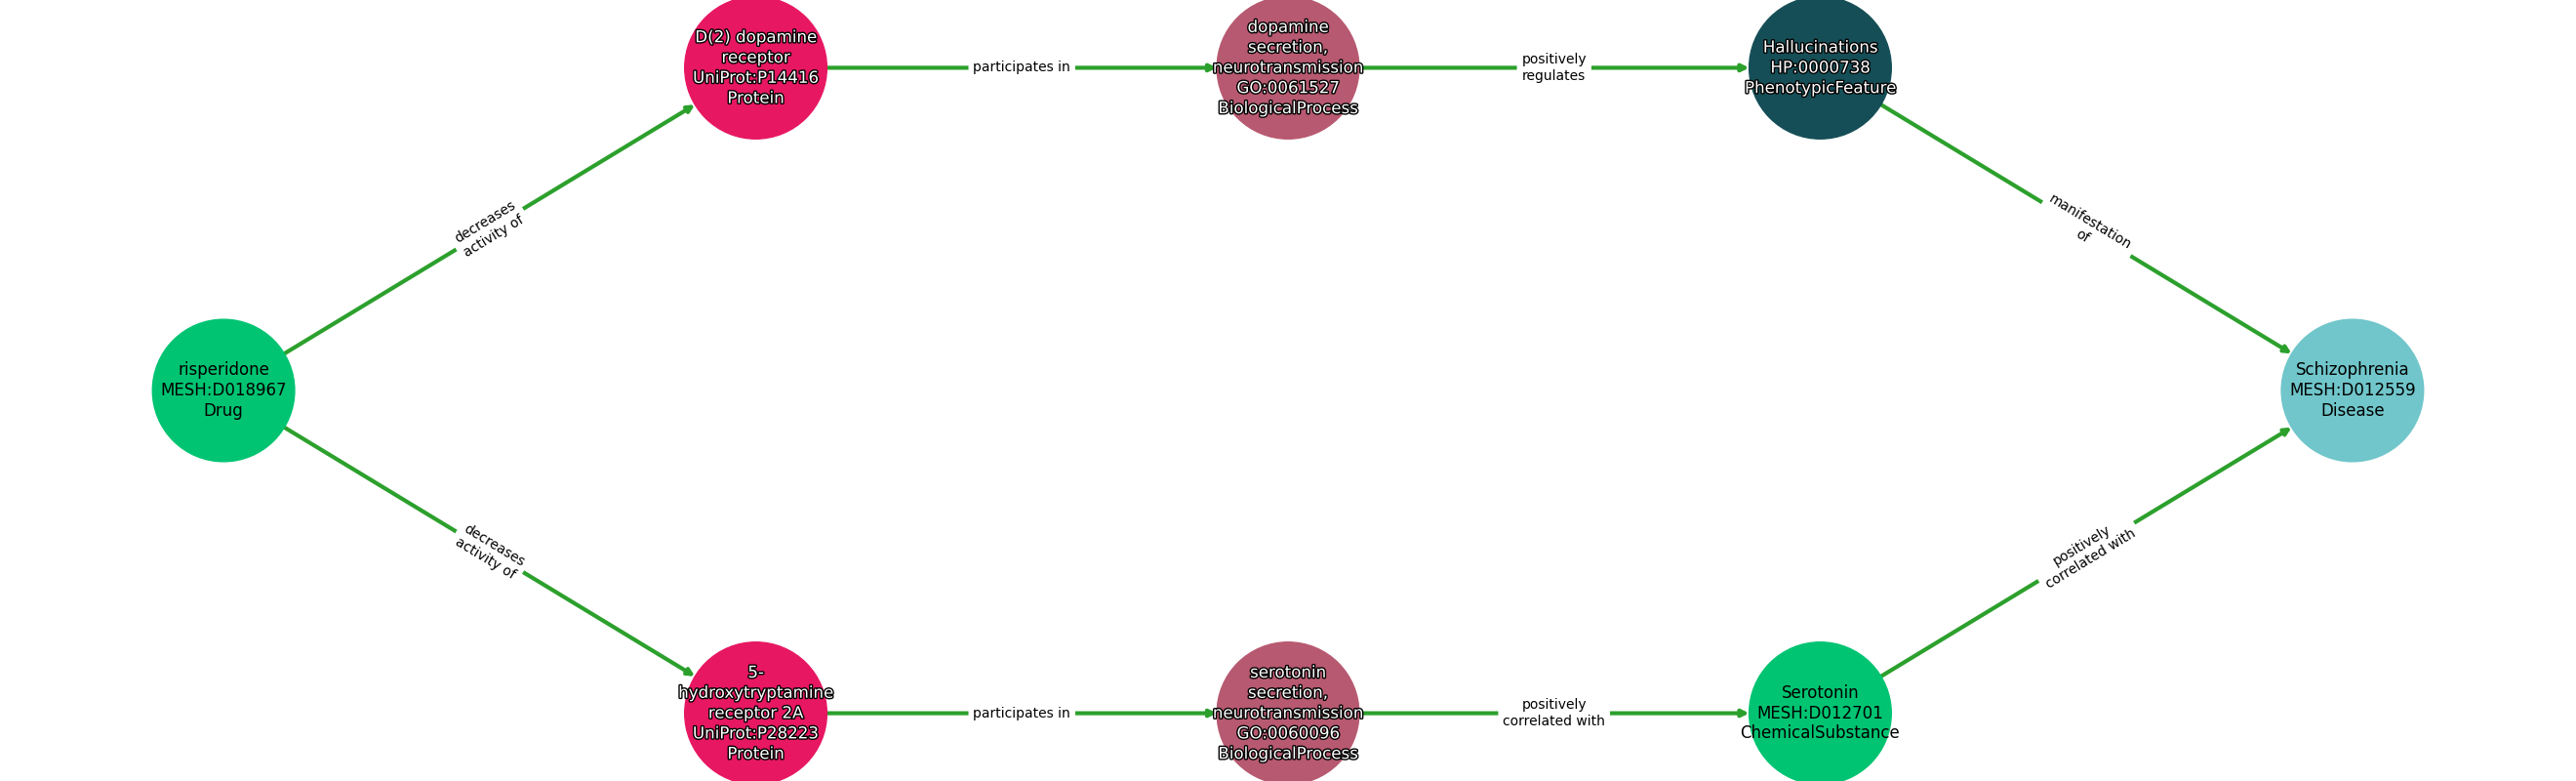 D(2) dopamine
receptor
UniProt:P14416
Protein
participates in
dopamine
secretion,
neurotransmission
GO:0061527
BiologicalProcess
positively
regulates
Hallucinations
HP:0000738
PhenotypicFeature
decreases
activity of
manifestation
of
risperidone
MESH:D018967
Drug
Schizophrenia
MESH:D012559
Disease
decreases
activity of
positively
correlated with
5-
hydroxytryptamine
receptor 2A
UniProt:P28223
Protein
participates in
serotonin
secretion,
neurotransmission
GO:0060096
BiologicalProcess
positively
correlated with
Serotonin
MESH:D012701
ChemicalSubstance